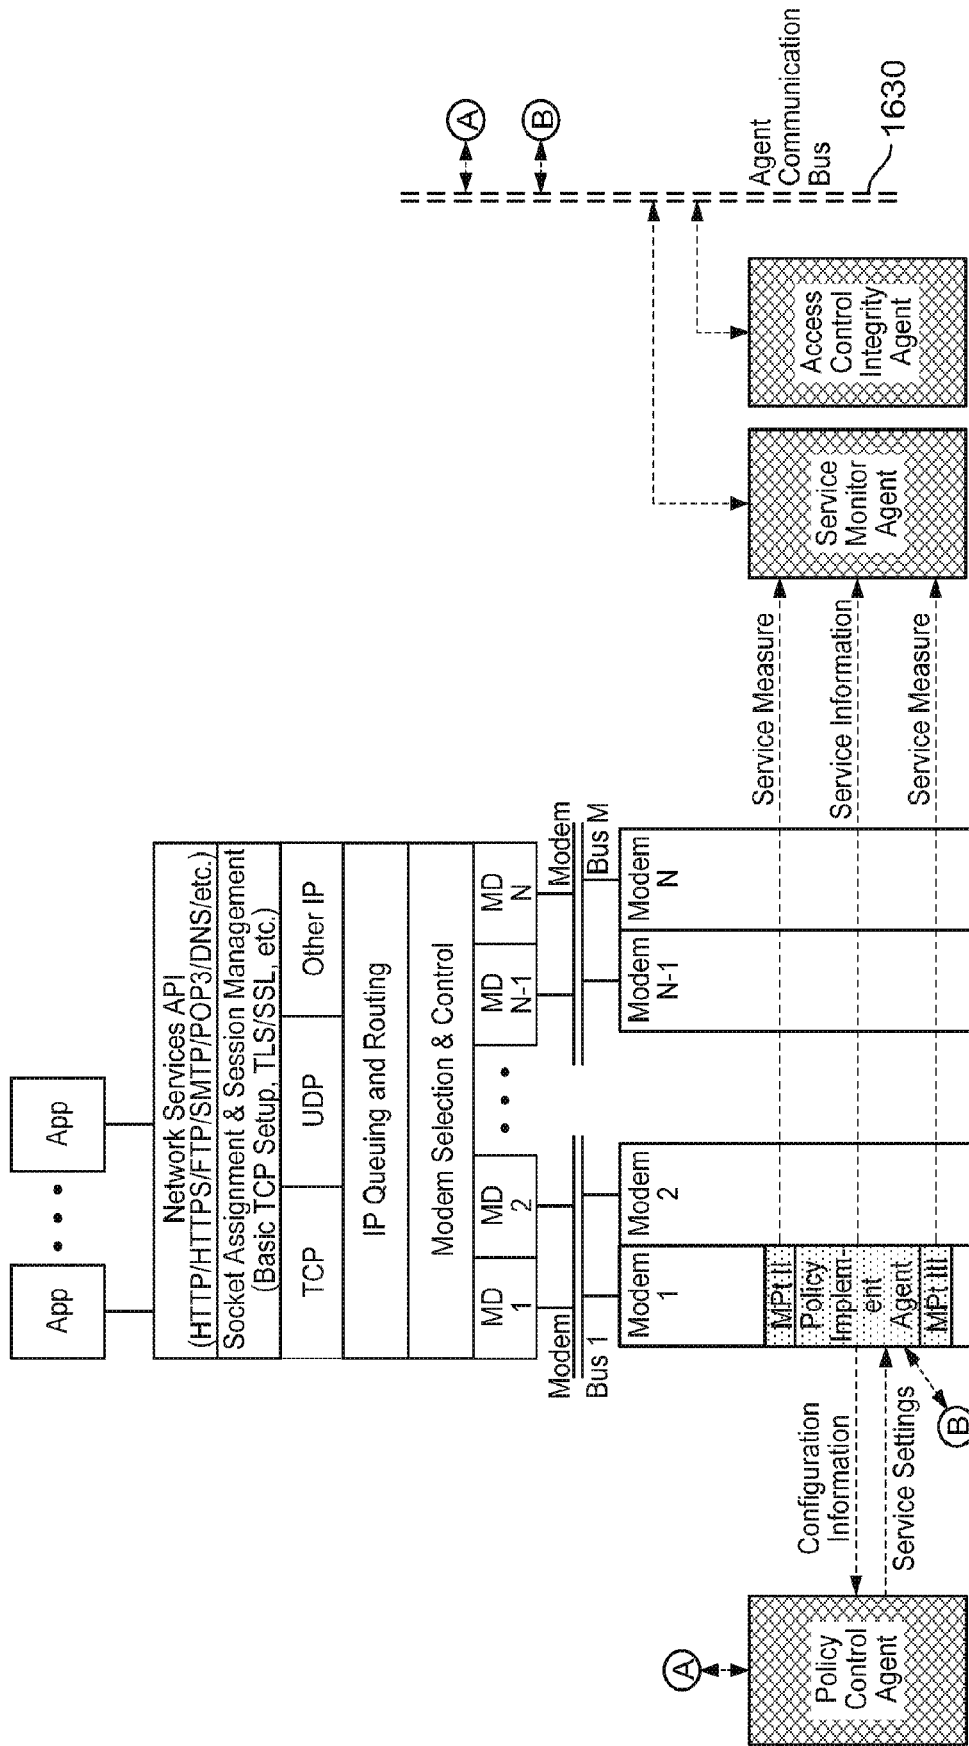 App
App
Network Services API
(HTTP/HTTPS/FTP/SMTP/POP3/DNS/etc.)
Socket Assignment & Session Management
(Basic TCP Setup, TLS/SSL, etc.)
TCP
UDP
Other IP
IP Queuing and Routing
Modem Selection & Control
MD
1
MD
2
MD
N-1
MD
N
Modem
Bus 1
Modem
Bus M
Modem
1
Modem
2
Modem
N-1
Modem
N
MPt II
Policy
Implem-
ent
Agent
MPt III
A
Policy
Control
Agent
Configuration
Information
Service Settings
B
Service Measure
Service Information
Service Measure
Service
Monitor
Agent
Access
Control
Integrity
Agent
A
B
Agent
Communication
Bus
1630